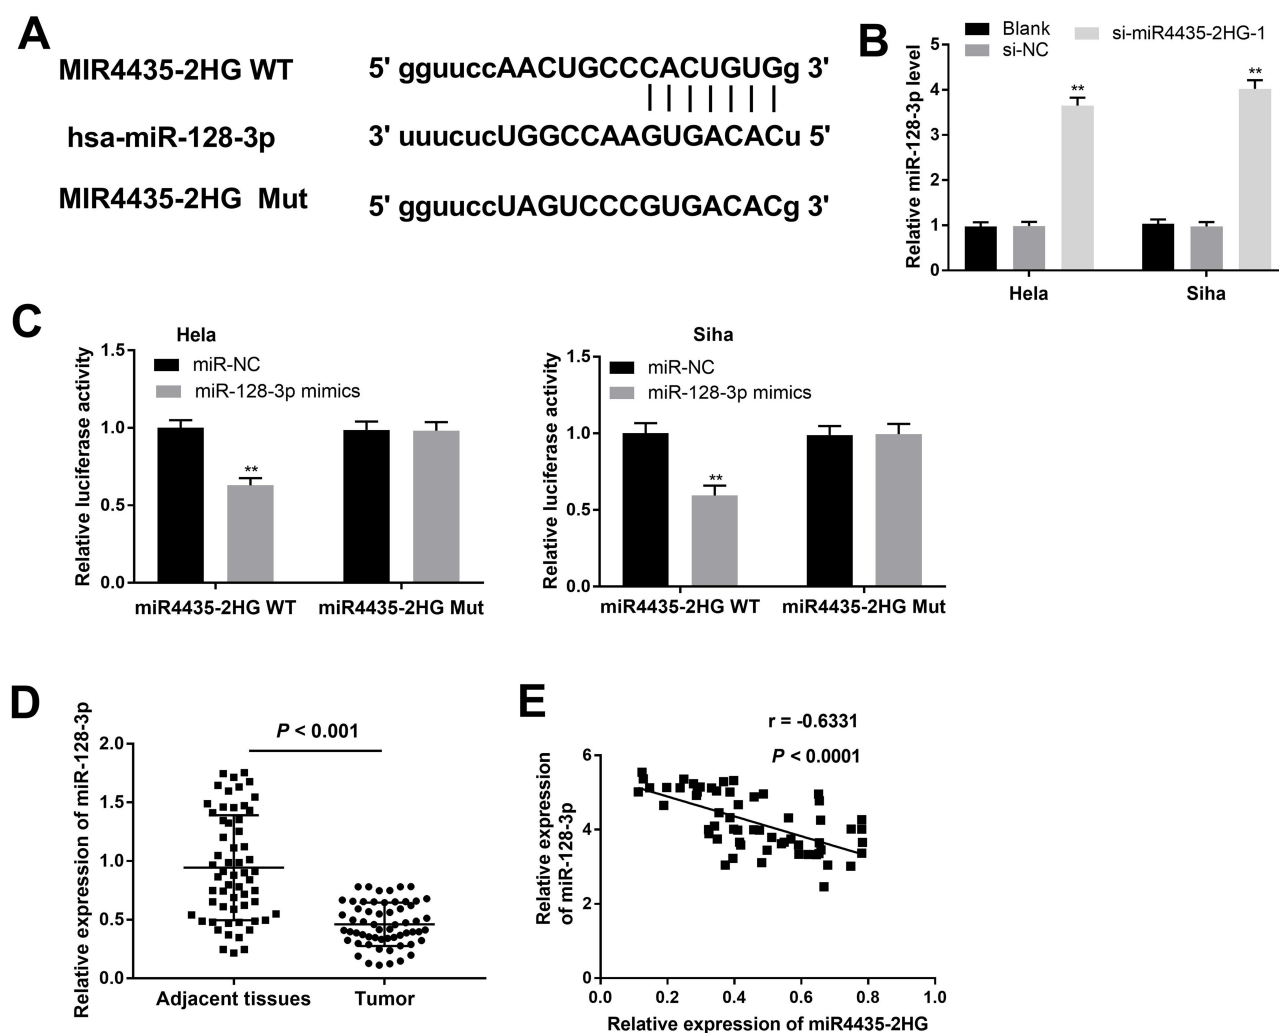 A
MIR4435-2HG WT 5' gguuccAACUGCCCACUGUGg 3'
hsa-miR-128-3p 3' uuucucUGGCCAAGUGACACu 5'
MIR4435-2HG Mut 5' gguuccUAGUCCCGUGACACg 3'
B
Blank
si-NC
si-miR4435-2HG-1
Relative miR-128-3p level
5
4
3
2
1
0
**
**
Hela
Siha
C
Hela
miR-NC
miR-128-3p mimics
Relative luciferase activity
1.5
1.0
0.5
0.0
**
miR4435-2HG WT
miR4435-2HG Mut
Siha
miR-NC
miR-128-3p mimics
Relative luciferase activity
1.5
1.0
0.5
0.0
**
miR4435-2HG WT
miR4435-2HG Mut
D
Relative expression of miR-128-3p
P < 0.001
2.0
1.5
1.0
0.5
0.0
Adjacent tissues
Tumor
E
r = -0.6331
P < 0.0001
Relative expression
of miR-128-3p
6
4
2
0
0.0 0.2 0.4 0.6 0.8 1.0
Relative expression of miR4435-2HG